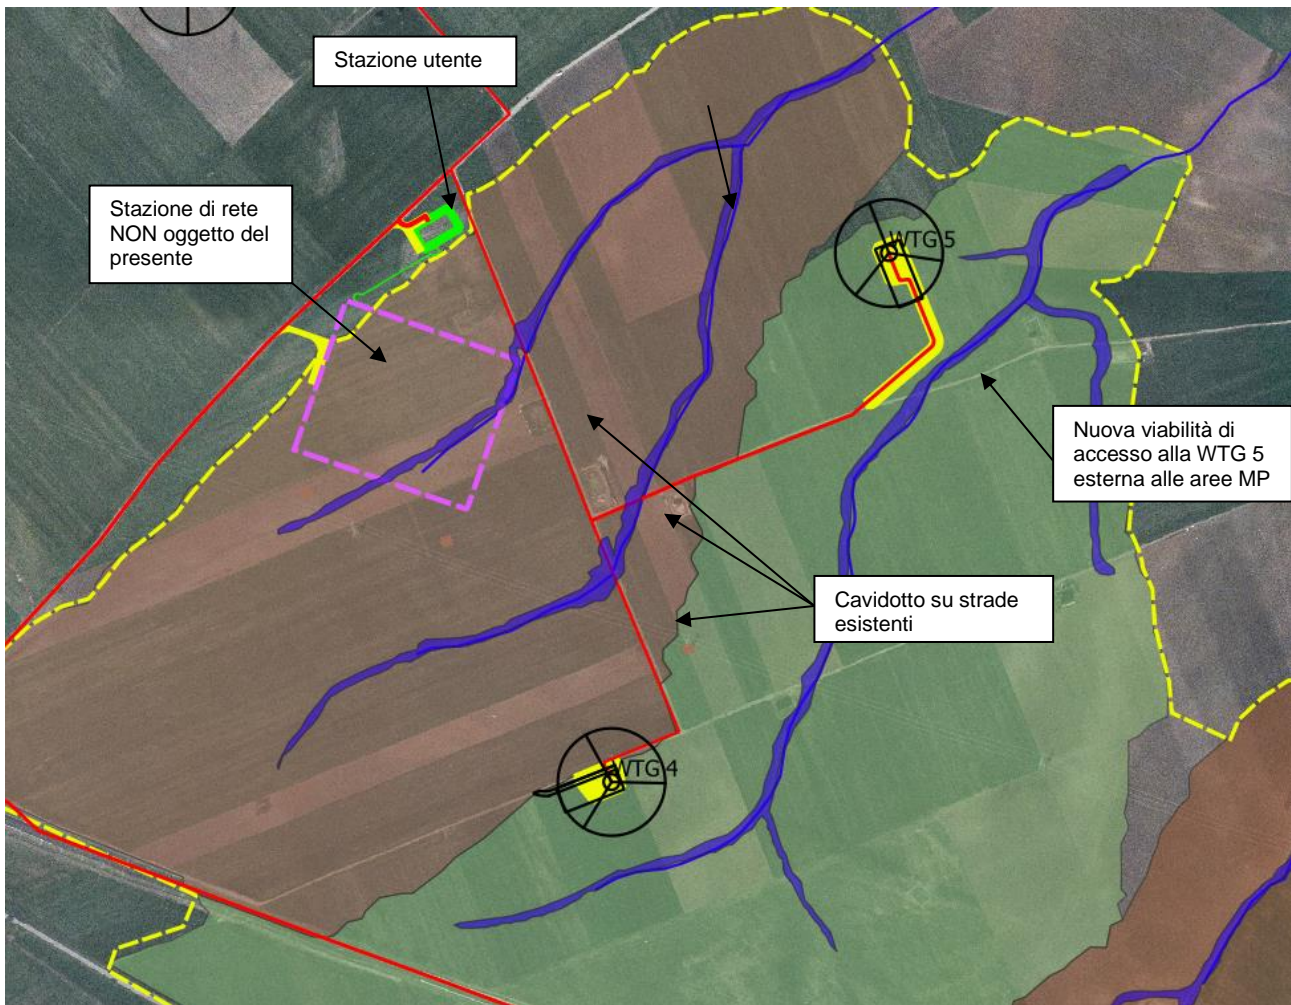 Stazione utente
Stazione di rete
NON oggetto del
presente
WTG 5
Nuova viabilità di
accesso alla WTG 5
esterna alle aree MP
Cavidotto su strade
esistenti
WTG 4